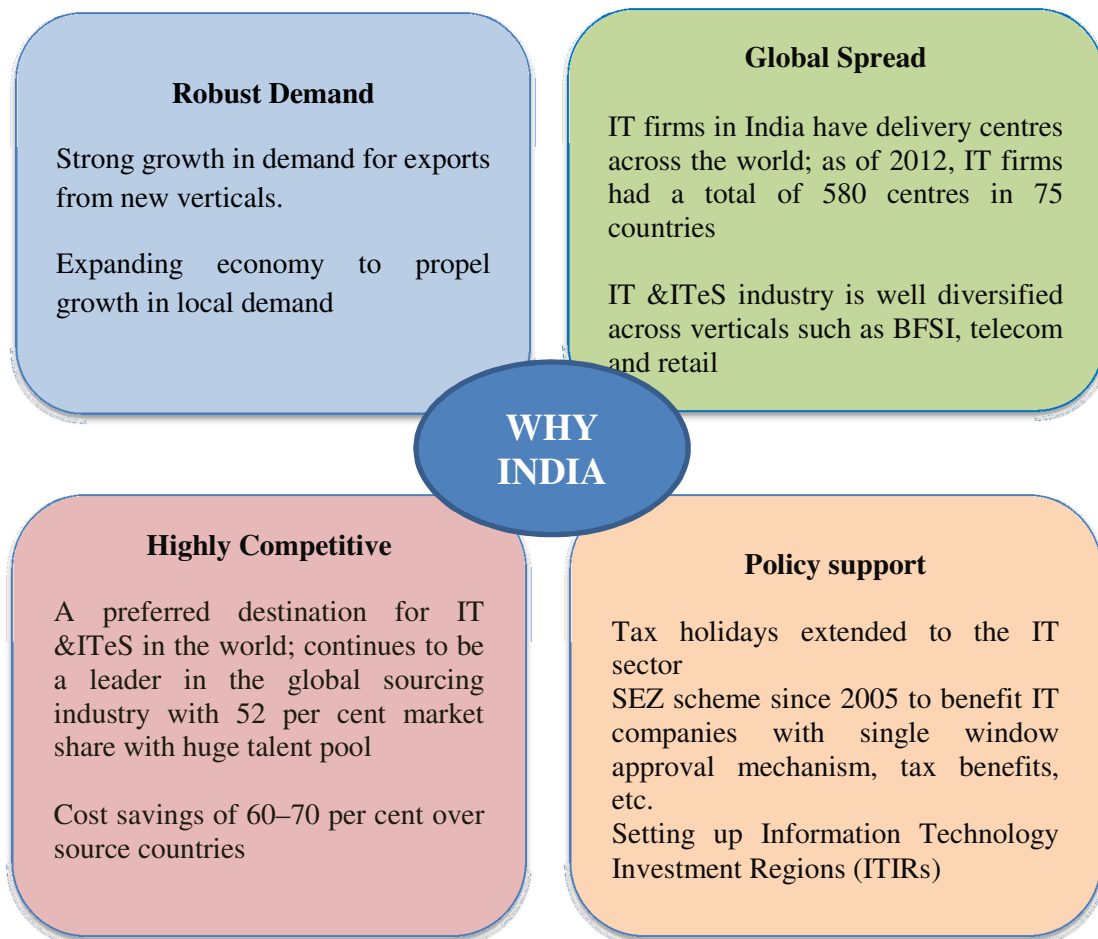 Robust Demand
Strong growth in demand for exports
from new verticals.
Expanding economy to propel
growth in local demand
Global Spread
IT firms in India have delivery centres
across the world; as of 2012, IT firms
had a total of 580 centres in 75
countries
IT &ITeS industry is well diversified
across verticals such as BFSI, telecom
and retail
WHY
INDIA
Highly Competitive
A preferred destination for IT
&ITeS in the world; continues to be
a leader in the global sourcing
industry with 52 per cent market
share with huge talent pool
Cost savings of 60–70 per cent over
source countries
Policy support
Tax holidays extended to the IT
sector
SEZ scheme since 2005 to benefit IT
companies with single window
approval mechanism, tax benefits,
etc.
Setting up Information Technology
Investment Regions (ITIRs)